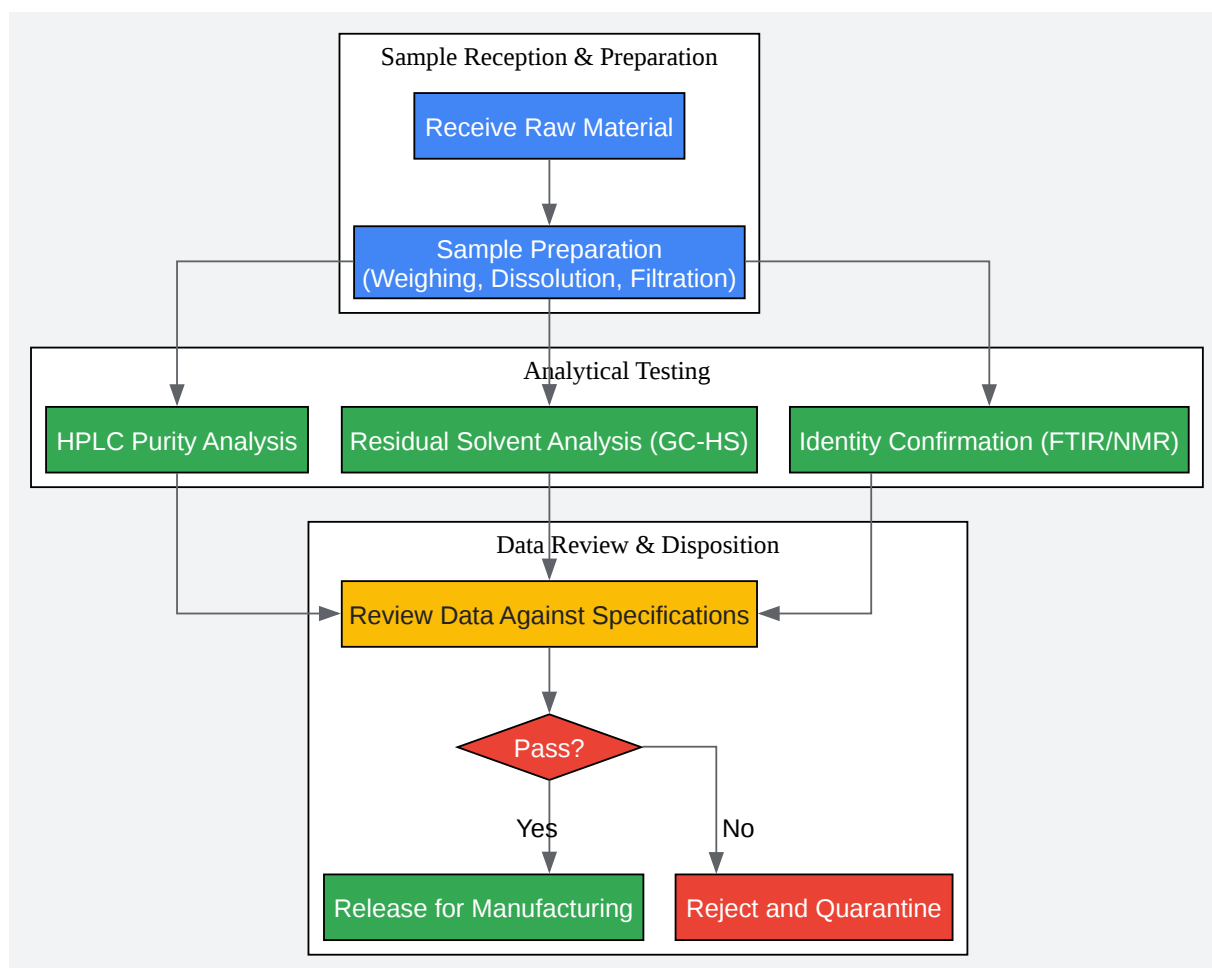 Sample Reception & Preparation
Receive Raw Material
Sample Preparation
(Weighing, Dissolution, Filtration)
Analytical Testing
HPLC Purity Analysis
Residual Solvent Analysis (GC-HS)
Identity Confirmation (FTIR/NMR)
Data Review & Disposition
Review Data Against Specifications
Pass?
Yes
No
Release for Manufacturing
Reject and Quarantine